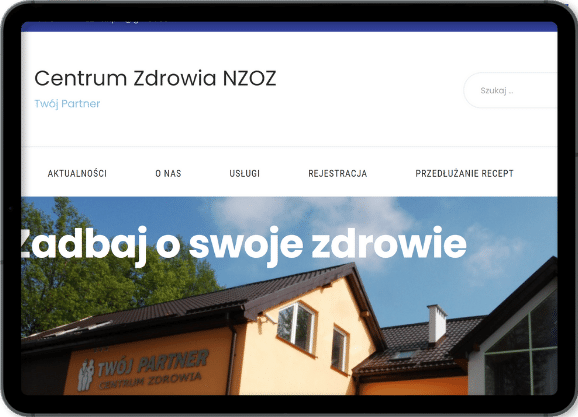 Centrum Zdrowia NZOZ
Twój Partner
Szukaj ...
AKTUALNOŚCI O NAS USŁUGI REJESTRACJA PRZEDŁUŻANIE RECEPT
Zadbaj o swoje zdrowie
TWÓJ PARTNER
CENTRUM ZDROWIA